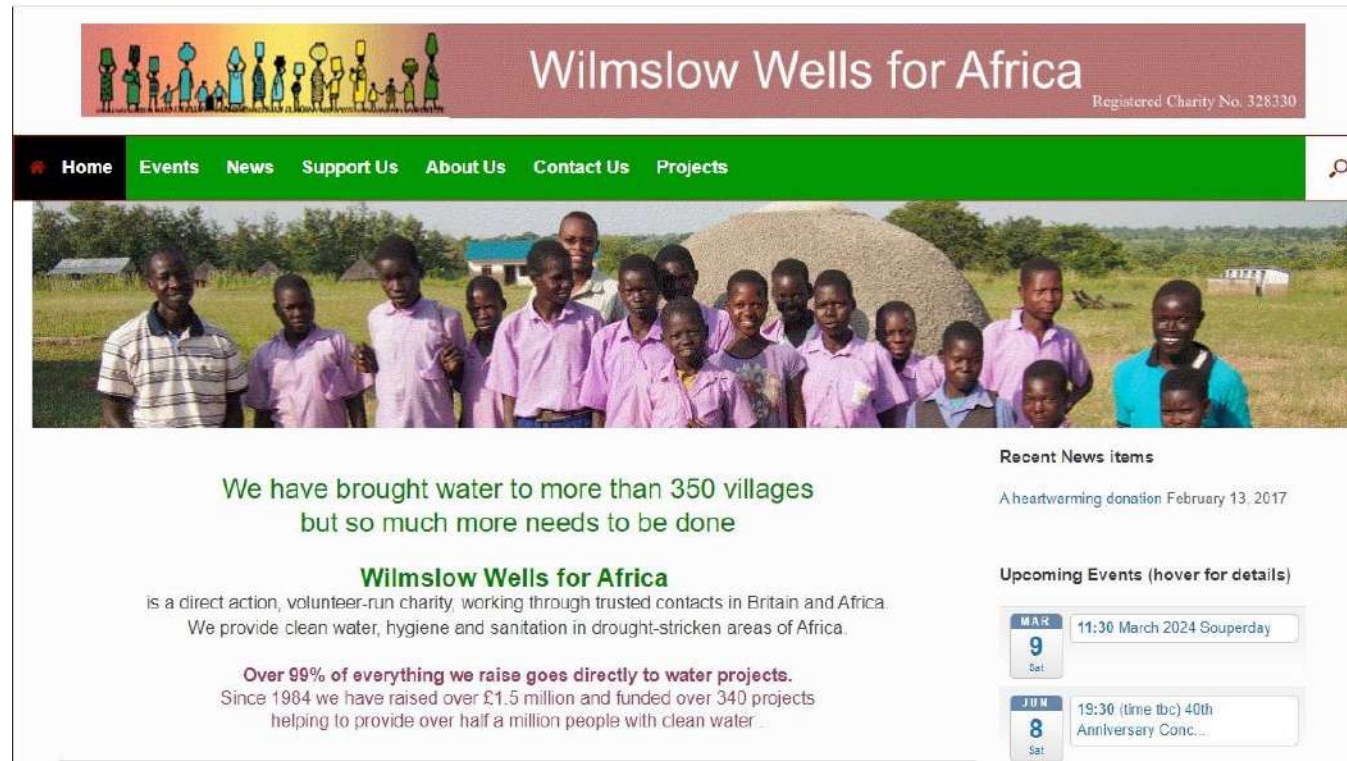 Wilmslow Wells for Africa
Registered Charity No. 328330
Home Events News Support Us About Us Contact Us Projects
We have brought water to more than 350 villages
but so much more needs to be done
Wilmslow Wells for Africa
is a direct action, volunteer-run charity, working through trusted contacts in Britain and Africa.
We provide clean water, hygiene and sanitation in drought-stricken areas of Africa.
Over 99% of everything we raise goes directly to water projects.
Since 1984 we have raised over £1.5 million and funded over 340 projects
helping to provide over half a million people with clean water .
Recent News items
A heartwarming donation February 13, 2017
Upcoming Events (hover for details)
MAR
9
Sat
11:30 March 2024 Souperday
JUN
8
Sat
19:30 (time tbc) 40th
Anniversary Conc...